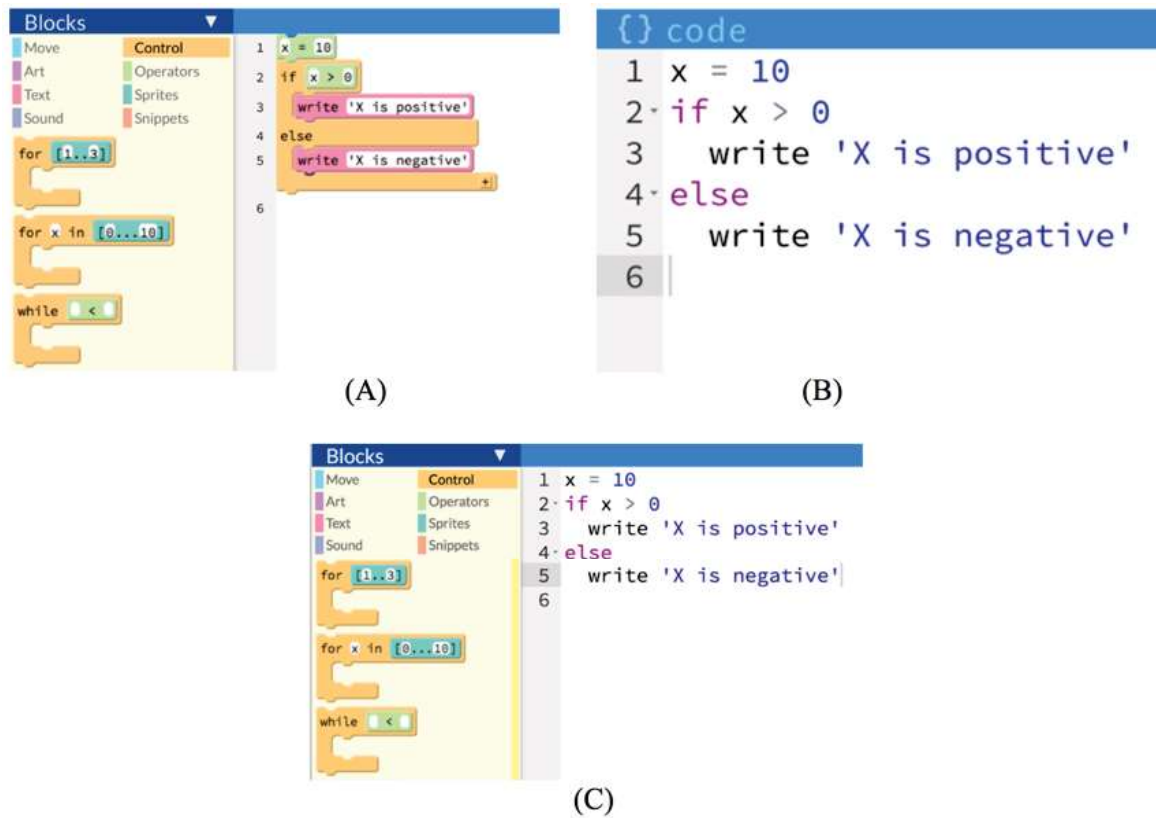 Blocks ▼
Move Control
Art Operators
Text Sprites
Sound Snippets
for [1..3]
for x in [0...10]
while <
1 x = 10
2 if x > 0
3 write 'X is positive'
4 else
5 write 'X is negative'
+
6
(A)
{} code
1 x = 10
2 if x > 0
3 write 'X is positive'
4 else
5 write 'X is negative'
6
(B)
Blocks ▼
Move Control
Art Operators
Text Sprites
Sound Snippets
for [1..3]
for x in [0...10]
while <
1 x = 10
2 if x > 0
3 write 'X is positive'
4 else
5 write 'X is negative'
6
(C)